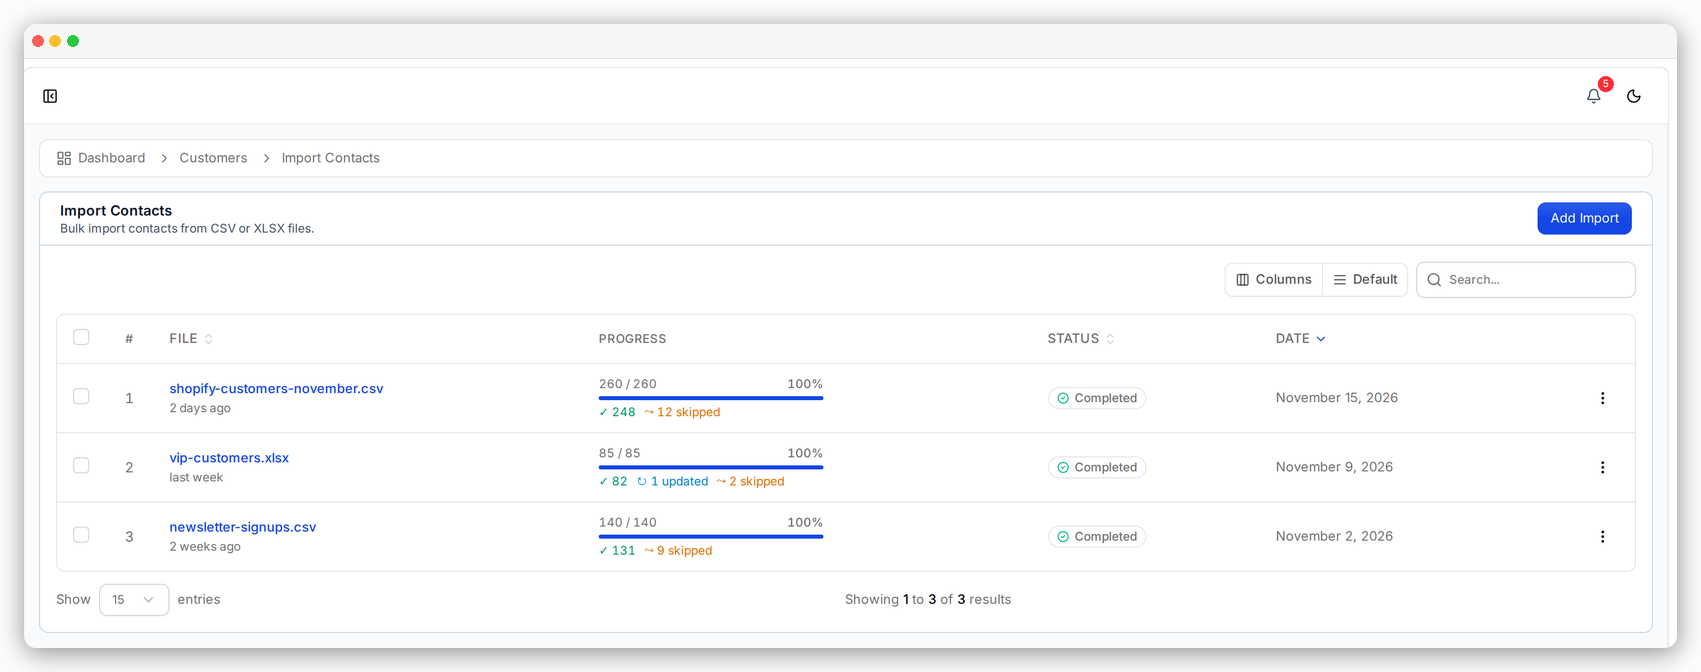 5
Dashboard > Customers > Import Contacts
Import Contacts
Bulk import contacts from CSV or XLSX files.
Add Import
Columns Default Search...
# FILE PROGRESS STATUS DATE
1 shopify-customers-november.csv 260 / 260 100% Completed November 15, 2026
2 days ago ✓ 248 ⤳ 12 skipped
2 vip-customers.xlsx 85 / 85 100% Completed November 9, 2026
last week ✓ 82 ↻ 1 updated ⤳ 2 skipped
3 newsletter-signups.csv 140 / 140 100% Completed November 2, 2026
2 weeks ago ✓ 131 ⤳ 9 skipped
Show 15 entries Showing 1 to 3 of 3 results